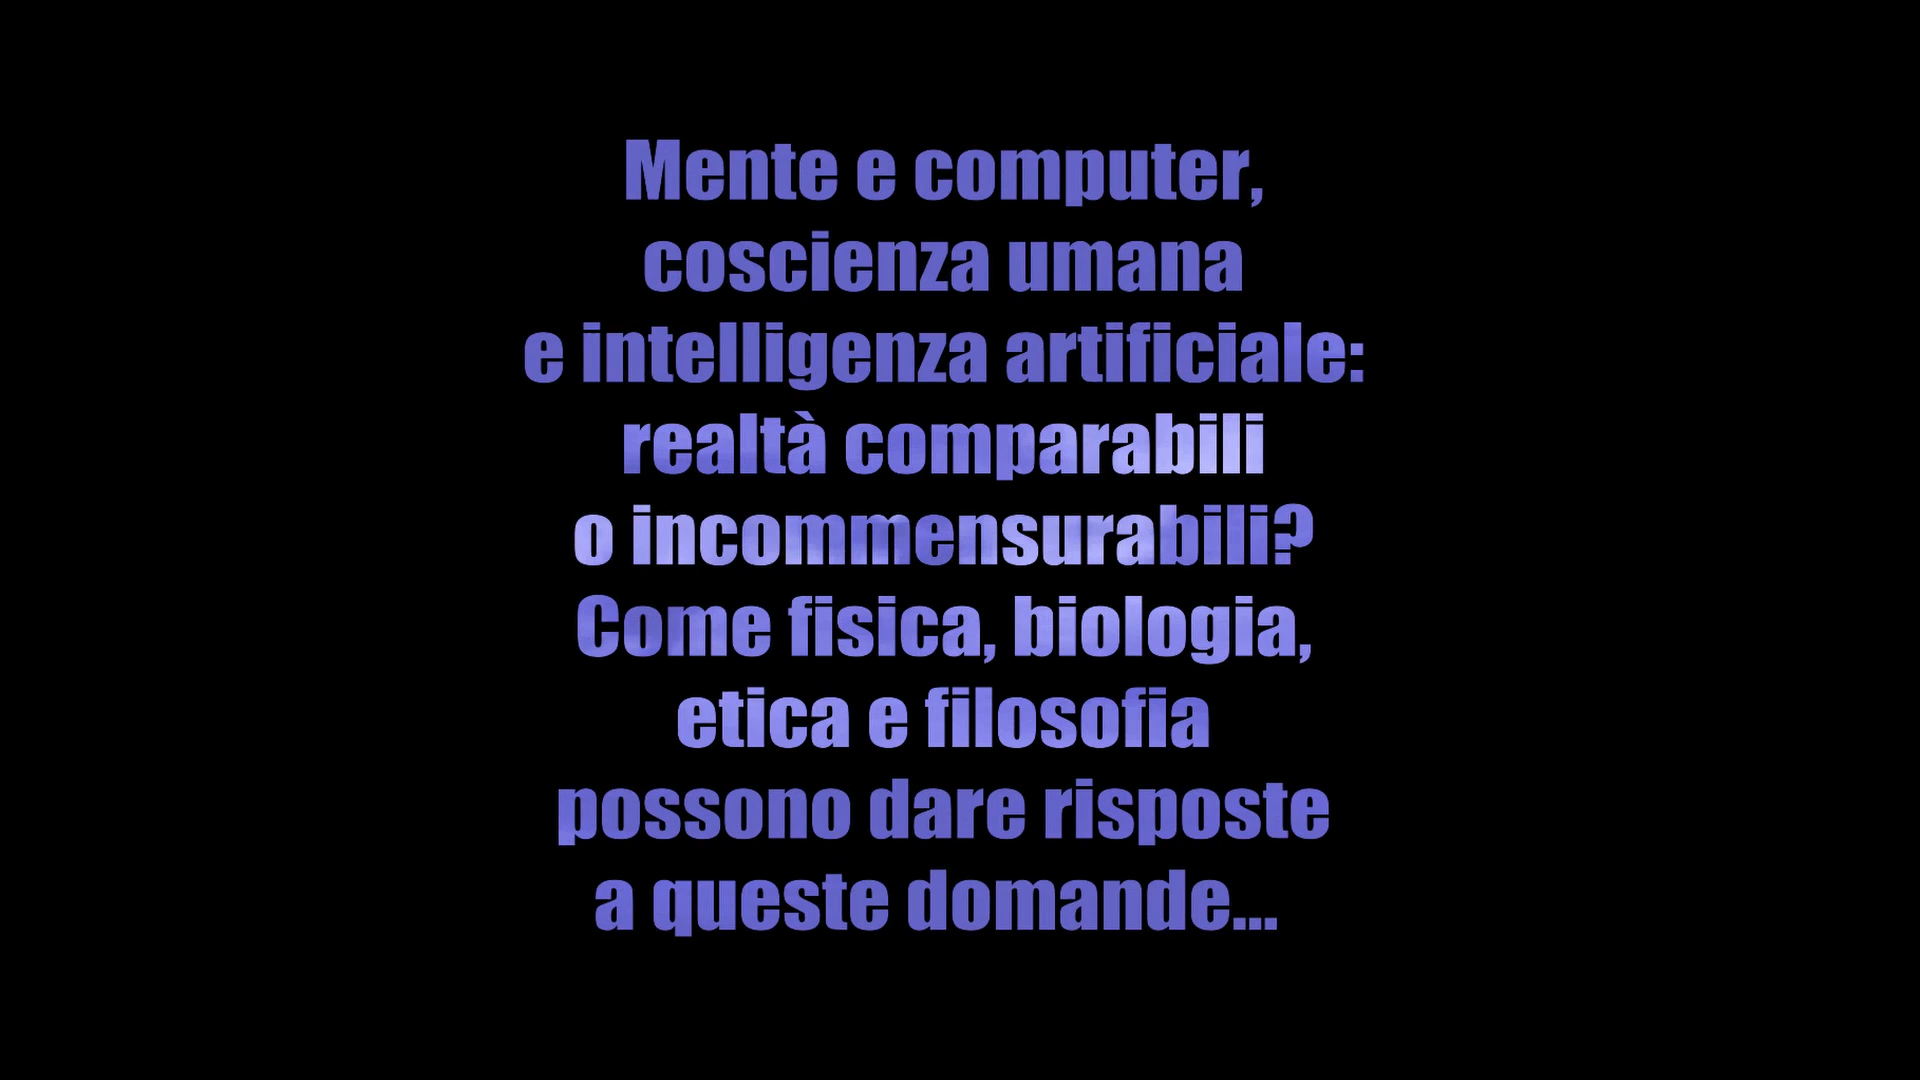 Mente e computer,
coscienza umana
e intelligenza artificiale:
realtà comparabili
o incommensurabili?
Come fisica, biologia,
etica e filosofia
possono dare risposte
a queste domande...